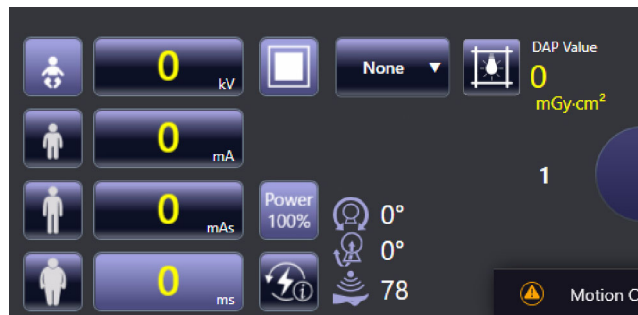 0 kV
None ▼
DAP Value
0
mGy·cm²
0 mA
1
0 mAs
Power
100%
0°
0°
0 ms
78
Motion